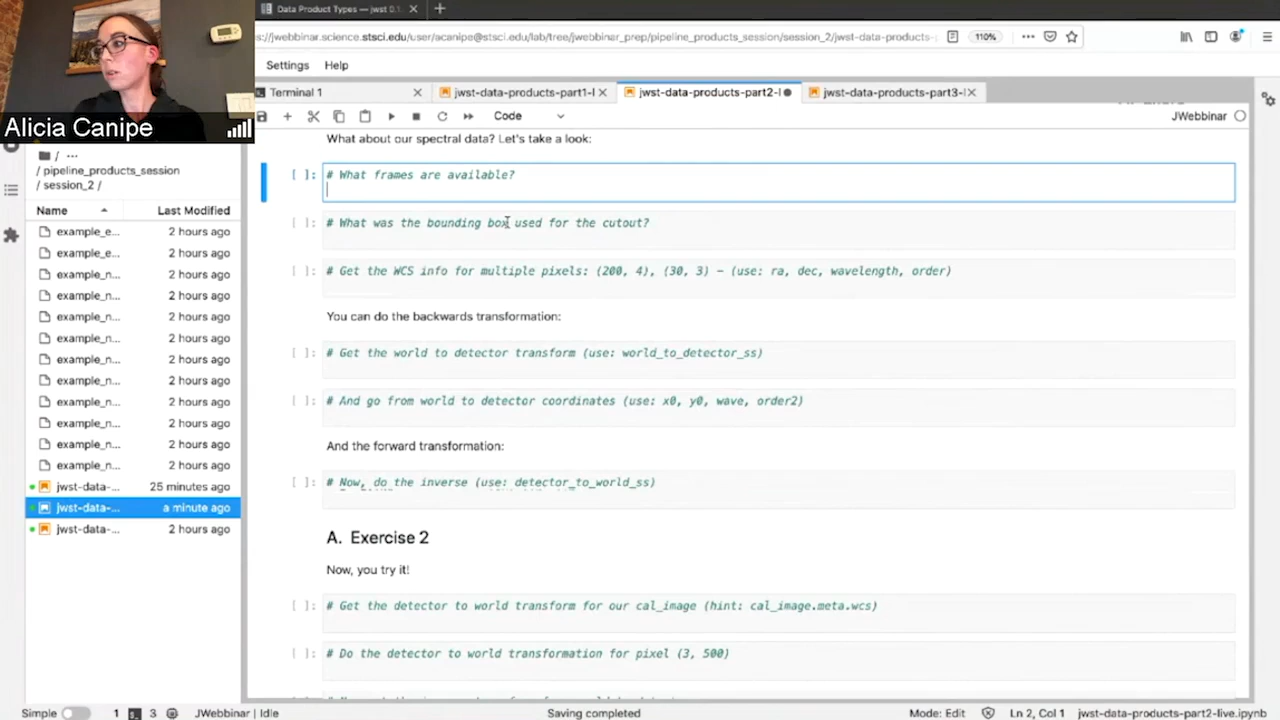 Data Product Types — jwst 0.1
://jwebbinar.science.stsci.edu/user/acanipe@stsci.edu/lab/tree/jwebbinar_prep/pipeline_products_session/session_2/jwst-data-products-
110%
Settings Help
Terminal 1
jwst-data-products-part1-l
jwst-data-products-part2-l
jwst-data-products-part3-l
Code
JWebbinar
Alicia Canipe
/ ...
/ pipeline_products_session
/ session_2 /
Name Last Modified
example_e... 2 hours ago
example_e... 2 hours ago
example_n... 2 hours ago
example_n... 2 hours ago
example_n... 2 hours ago
example_n... 2 hours ago
example_n... 2 hours ago
example_n... 2 hours ago
example_n... 2 hours ago
example_n... 2 hours ago
example_n... 2 hours ago
example_n... 2 hours ago
jwst-data-... 25 minutes ago
jwst-data-... a minute ago
jwst-data-... 2 hours ago
What about our spectral data? Let's take a look:
[ ]: # What frames are available?
[ ]: # What was the bounding box used for the cutout?
[ ]: # Get the WCS info for multiple pixels: (200, 4), (30, 3) - (use: ra, dec, wavelength, order)
You can do the backwards transformation:
[ ]: # Get the world to detector transform (use: world_to_detector_ss)
[ ]: # And go from world to detector coordinates (use: x0, y0, wave, order2)
And the forward transformation:
[ ]: # Now, do the inverse (use: detector_to_world_ss)
A. Exercise 2
Now, you try it!
[ ]: # Get the detector to world transform for our cal_image (hint: cal_image.meta.wcs)
[ ]: # Do the detector to world transformation for pixel (3, 500)
Simple 1 3 JWebbinar | Idle Saving completed Mode: Edit Ln 2, Col 1 jwst-data-products-part2-live.ipynb